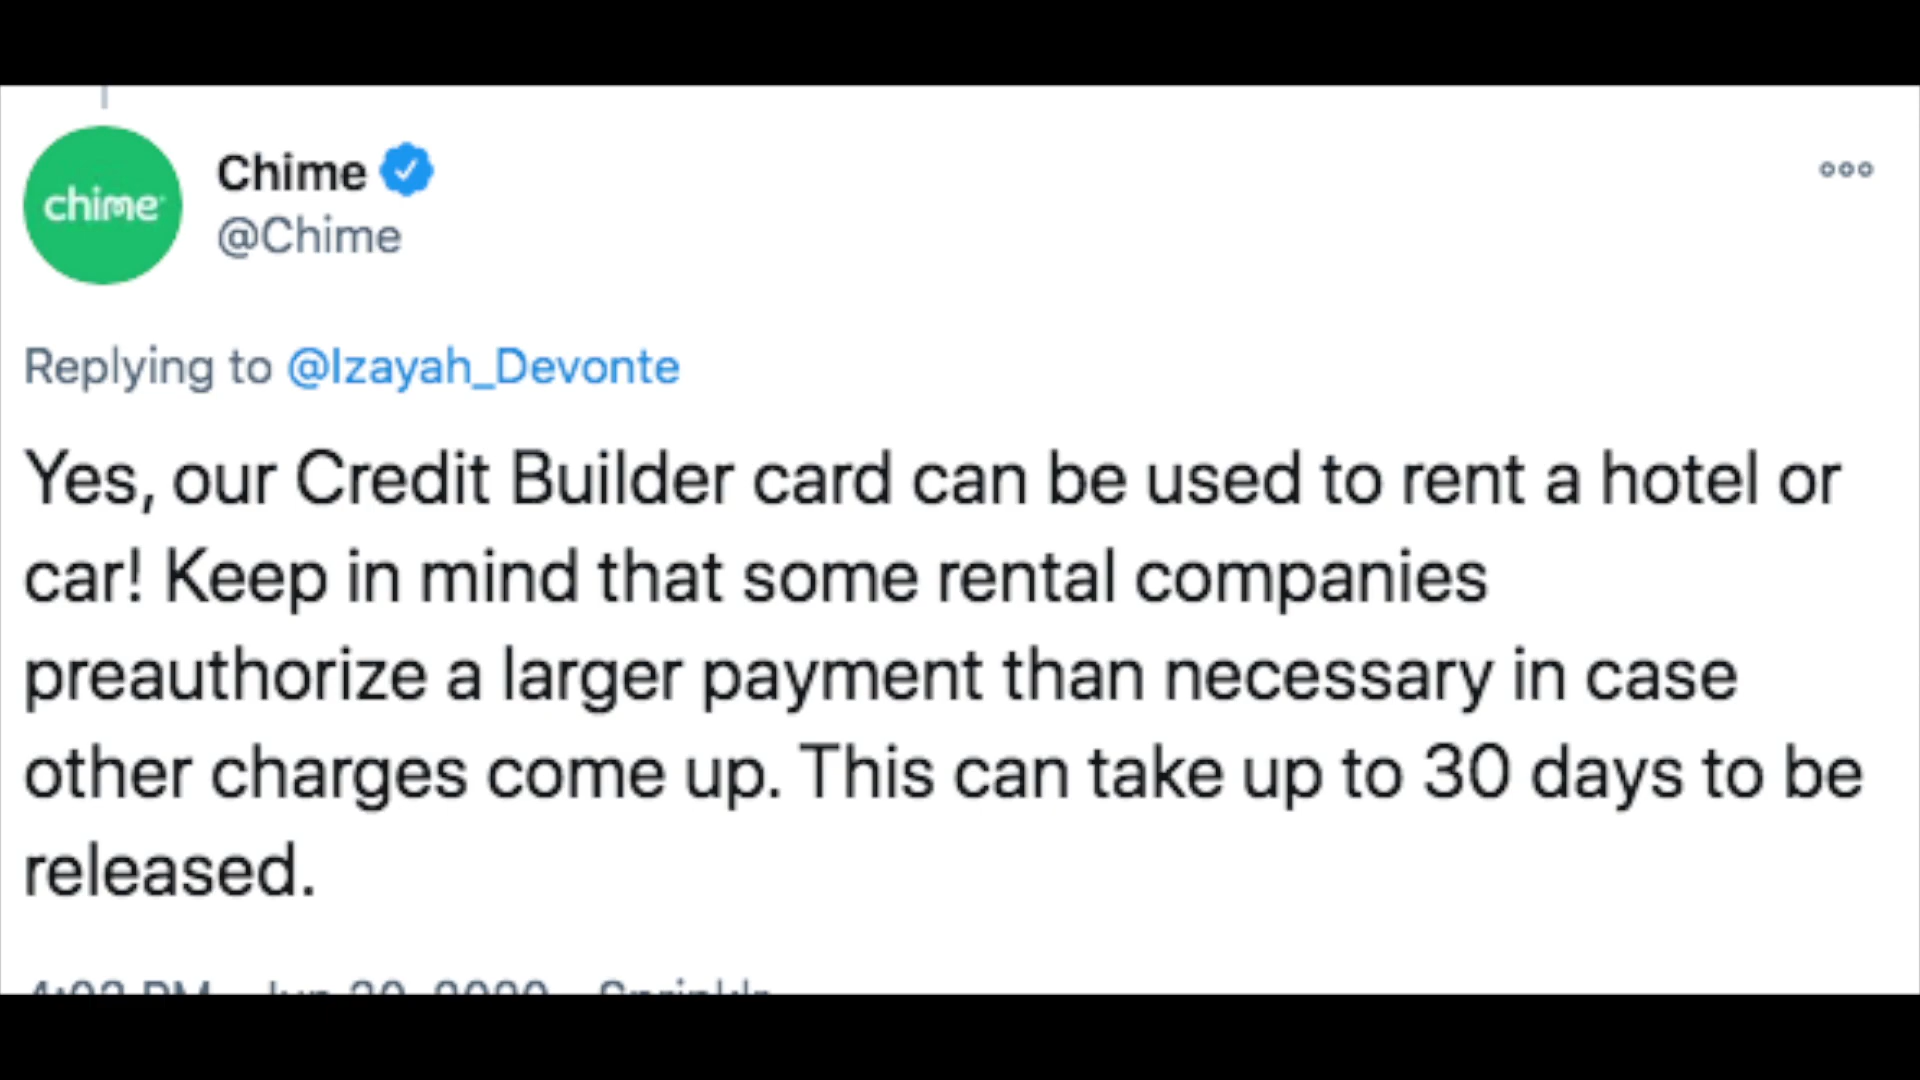 chime
Chime
@Chime
Replying to @Izayah_Devonte
Yes, our Credit Builder card can be used to rent a hotel or
car! Keep in mind that some rental companies
preauthorize a larger payment than necessary in case
other charges come up. This can take up to 30 days to be
released.